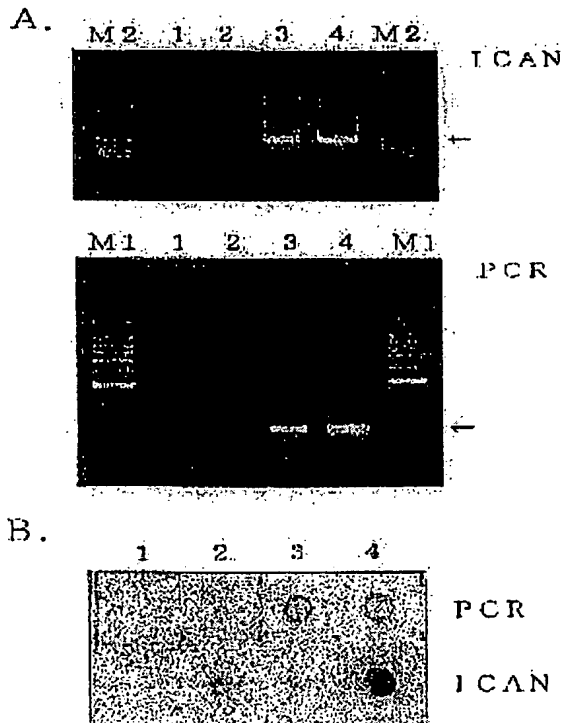 A.
M2 1 2 3 4 M2
ICAN
←
M1 1 2 3 4 M1
PCR
←
B.
1 2 3 4
PCR
ICAN